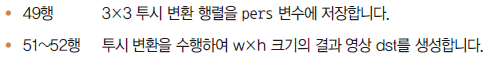 • 49행 3×3 투시 변환 행렬을 pers 변수에 저장합니다.
• 51~52행 투시 변환을 수행하여 w×h 크기의 결과 영상 dst를 생성합니다.